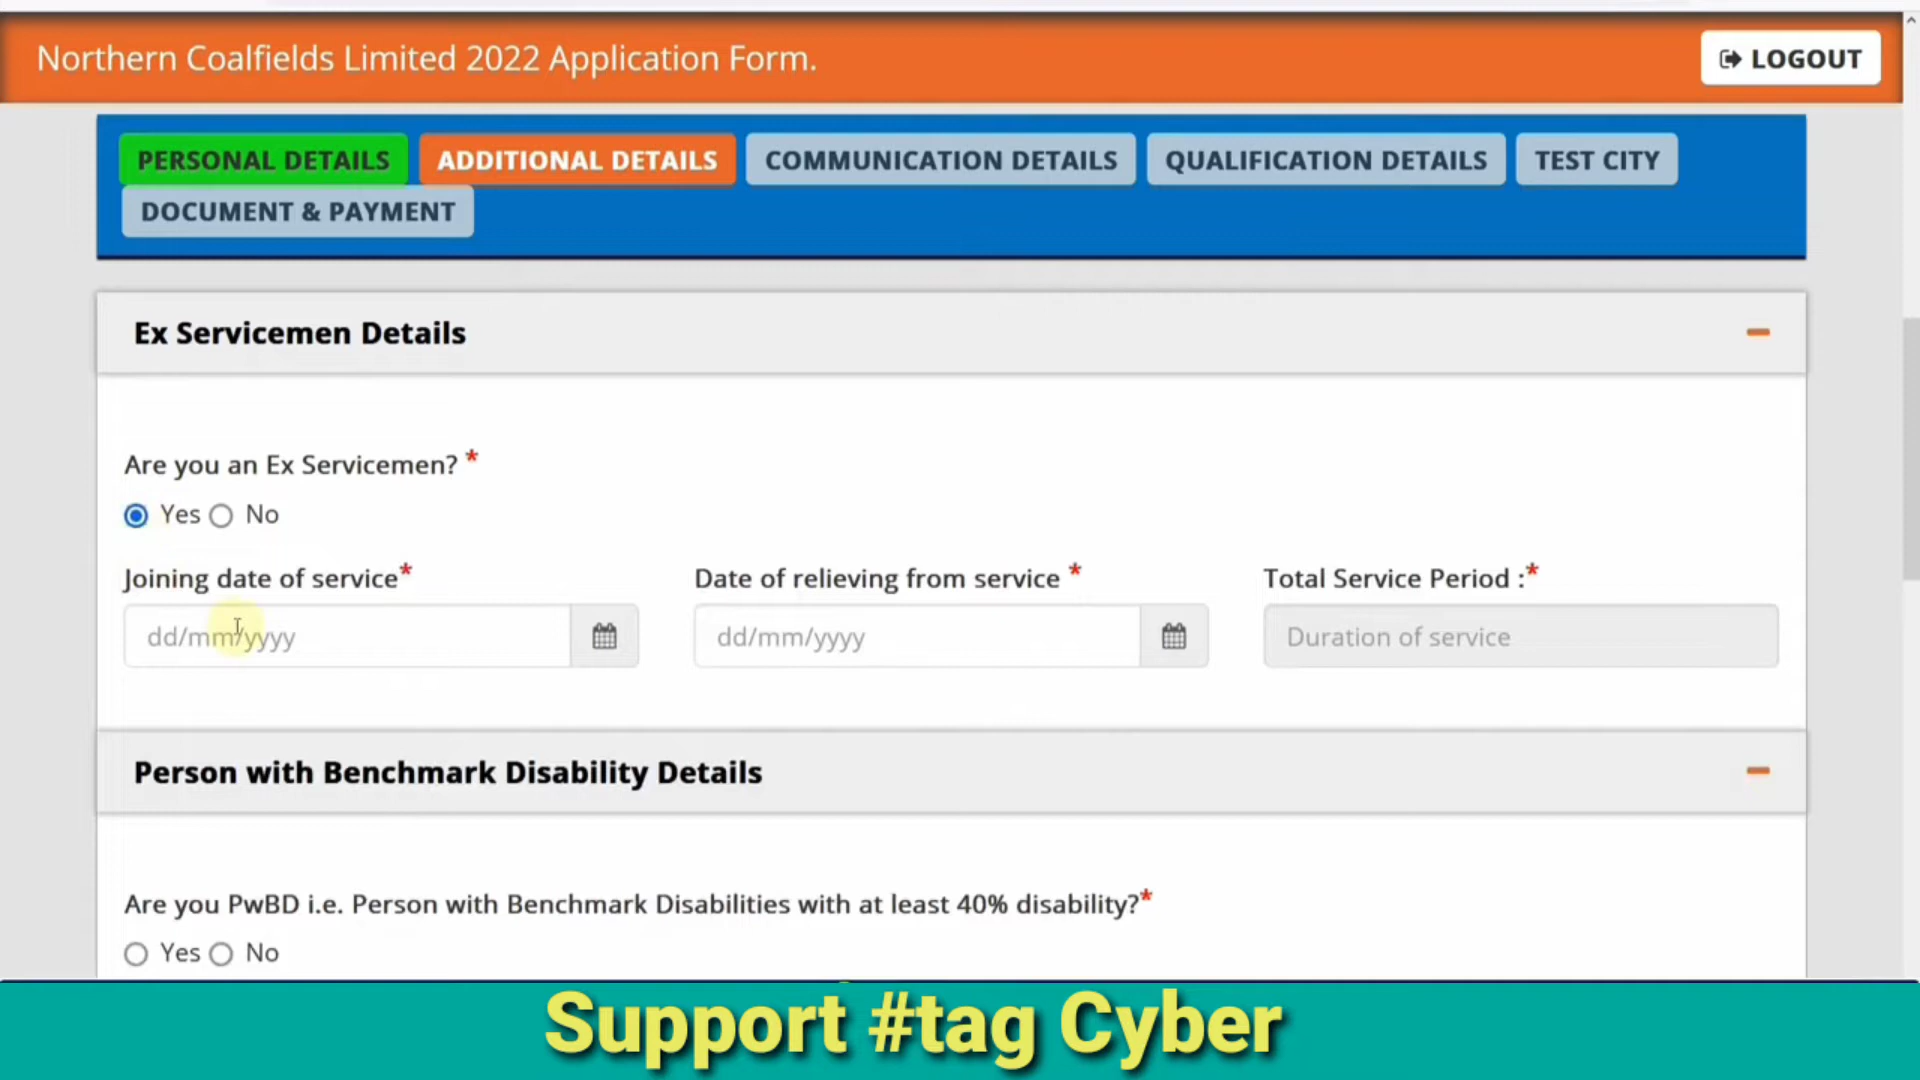 Northern Coalfields Limited 2022 Application Form.
LOGOUT
PERSONAL DETAILS ADDITIONAL DETAILS COMMUNICATION DETAILS QUALIFICATION DETAILS TEST CITY
DOCUMENT & PAYMENT
Ex Servicemen Details
Are you an Ex Servicemen? *
Yes No
Joining date of service* Date of relieving from service * Total Service Period :*
dd/mm/yyyy dd/mm/yyyy Duration of service
Person with Benchmark Disability Details
Are you PwBD i.e. Person with Benchmark Disabilities with at least 40% disability?*
Yes No
Support #tag Cyber